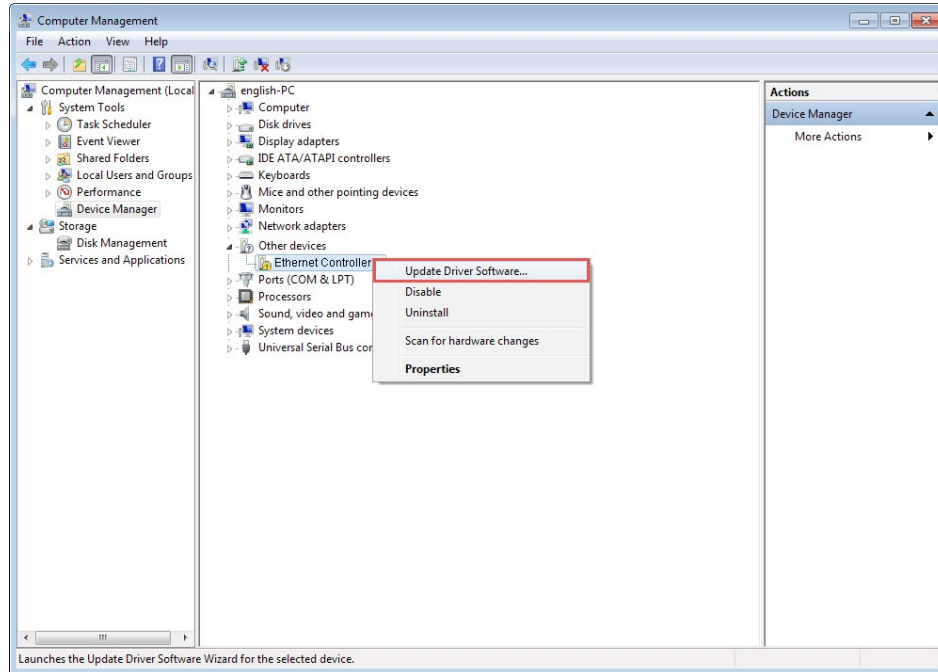 Computer Management
File Action View Help
Computer Management (Local
System Tools
Task Scheduler
Event Viewer
Shared Folders
Local Users and Groups
Performance
Device Manager
Storage
Disk Management
Services and Applications
english-PC
Computer
Disk drives
Display adapters
IDE ATA/ATAPI controllers
Keyboards
Mice and other pointing devices
Monitors
Network adapters
Other devices
Ethernet Controller
Ports (COM & LPT)
Processors
Sound, video and gam
System devices
Universal Serial Bus cor
Update Driver Software...
Disable
Uninstall
Scan for hardware changes
Properties
Actions
Device Manager
More Actions
Launches the Update Driver Software Wizard for the selected device.